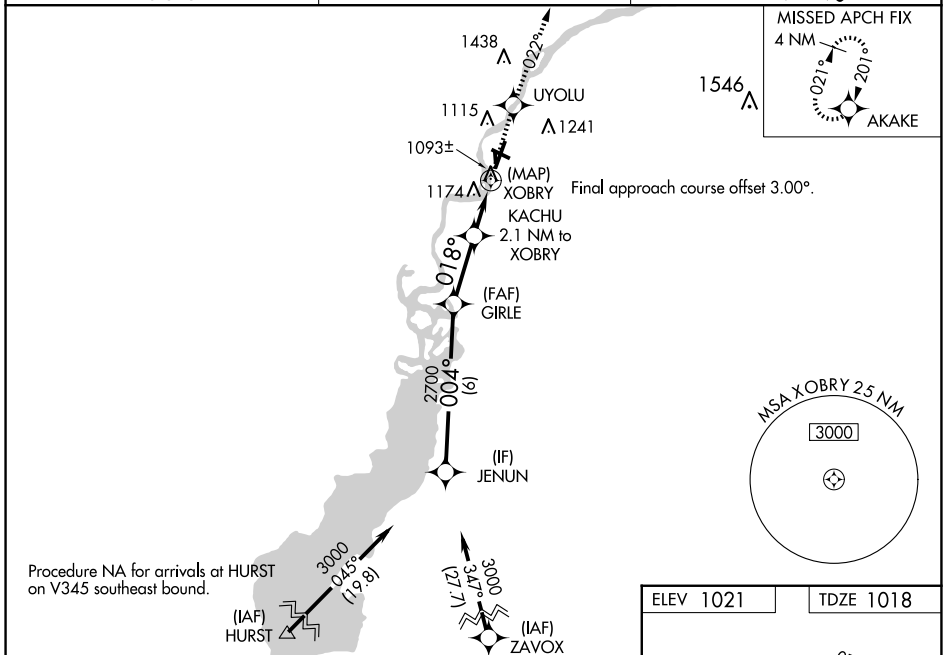 MISSED APCH FIX
4 NM
021°
201°
AKAKE
1438
022°
UYOLU
1546
1115
1241
1093±
(MAP)
XOBRY
1174
Final approach course offset 3.00°.
KACHU
2.1 NM to
XOBRY
018°
(FAF)
GIRLE
2700
004°
(6)
MSA XOBRY 25 NM
3000
(IF)
JENUN
3000
045°
(19.8)
3000
347°
(27.7)
Procedure NA for arrivals at HURST
on V345 southeast bound.
(IAF)
HURST
(IAF)
ZAVOX
ELEV 1021
TDZE 1018